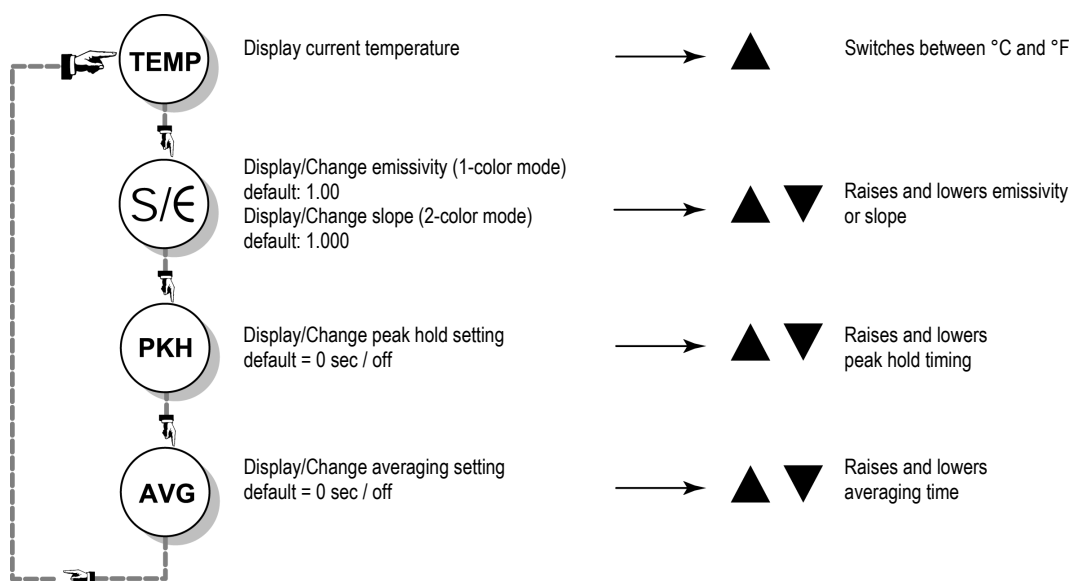 TEMP
Display current temperature
Switches between °C and °F
S/€
Display/Change emissivity (1-color mode)
default: 1.00
Display/Change slope (2-color mode)
default: 1.000
Raises and lowers emissivity
or slope
PKH
Display/Change peak hold setting
default = 0 sec / off
Raises and lowers
peak hold timing
AVG
Display/Change averaging setting
default = 0 sec / off
Raises and lowers
averaging time